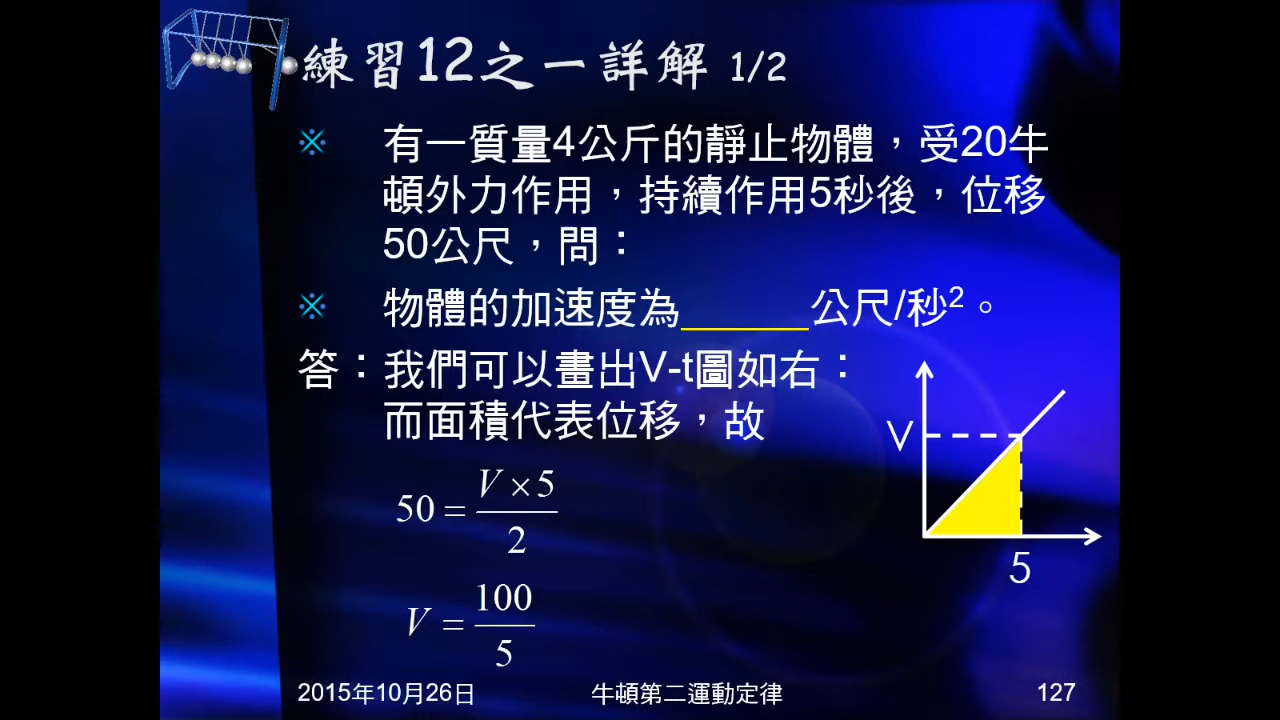 練習12之一詳解 1/2
※ 有一質量4公斤的靜止物體，受20牛
頓外力作用，持續作用5秒後，位移
50公尺，問：
※ 物體的加速度為______公尺/秒²。
答：我們可以畫出V-t圖如右：
而面積代表位移，故
50 = V×5/2
V = 100/5
V
5
2015年10月26日 牛頓第二運動定律 127